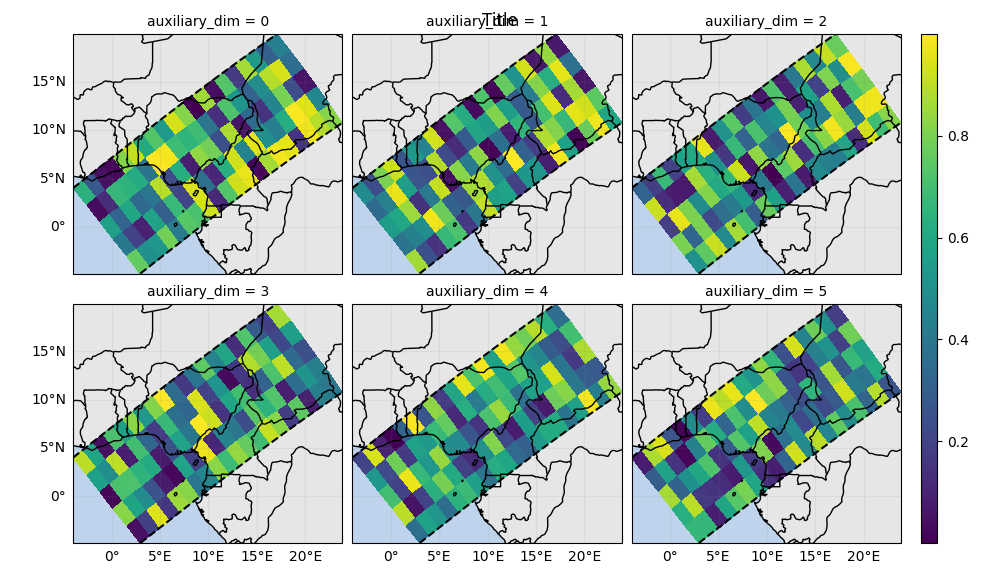 Title
auxiliary_dim = 0
auxiliary_dim = 1
auxiliary_dim = 2
15°N
10°N
5°N
0°
0.8
0.6
0.4
0.2
auxiliary_dim = 3
auxiliary_dim = 4
auxiliary_dim = 5
15°N
10°N
5°N
0°
0° 5°E 10°E 15°E 20°E
0° 5°E 10°E 15°E 20°E
0° 5°E 10°E 15°E 20°E